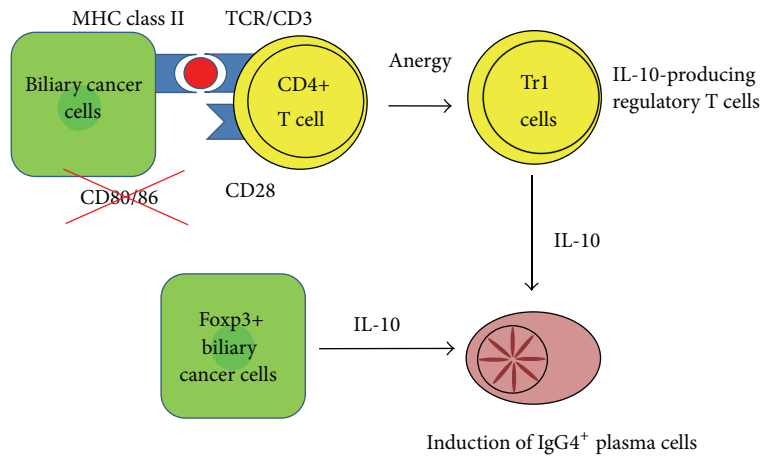 MHC class II
TCR/CD3
Biliary cancer
cells
CD4+
T cell
Anergy
Tr1
cells
IL-10-producing
regulatory T cells
CD80/86
CD28
IL-10
Foxp3+
biliary
cancer cells
IL-10
Induction of IgG4⁺ plasma cells